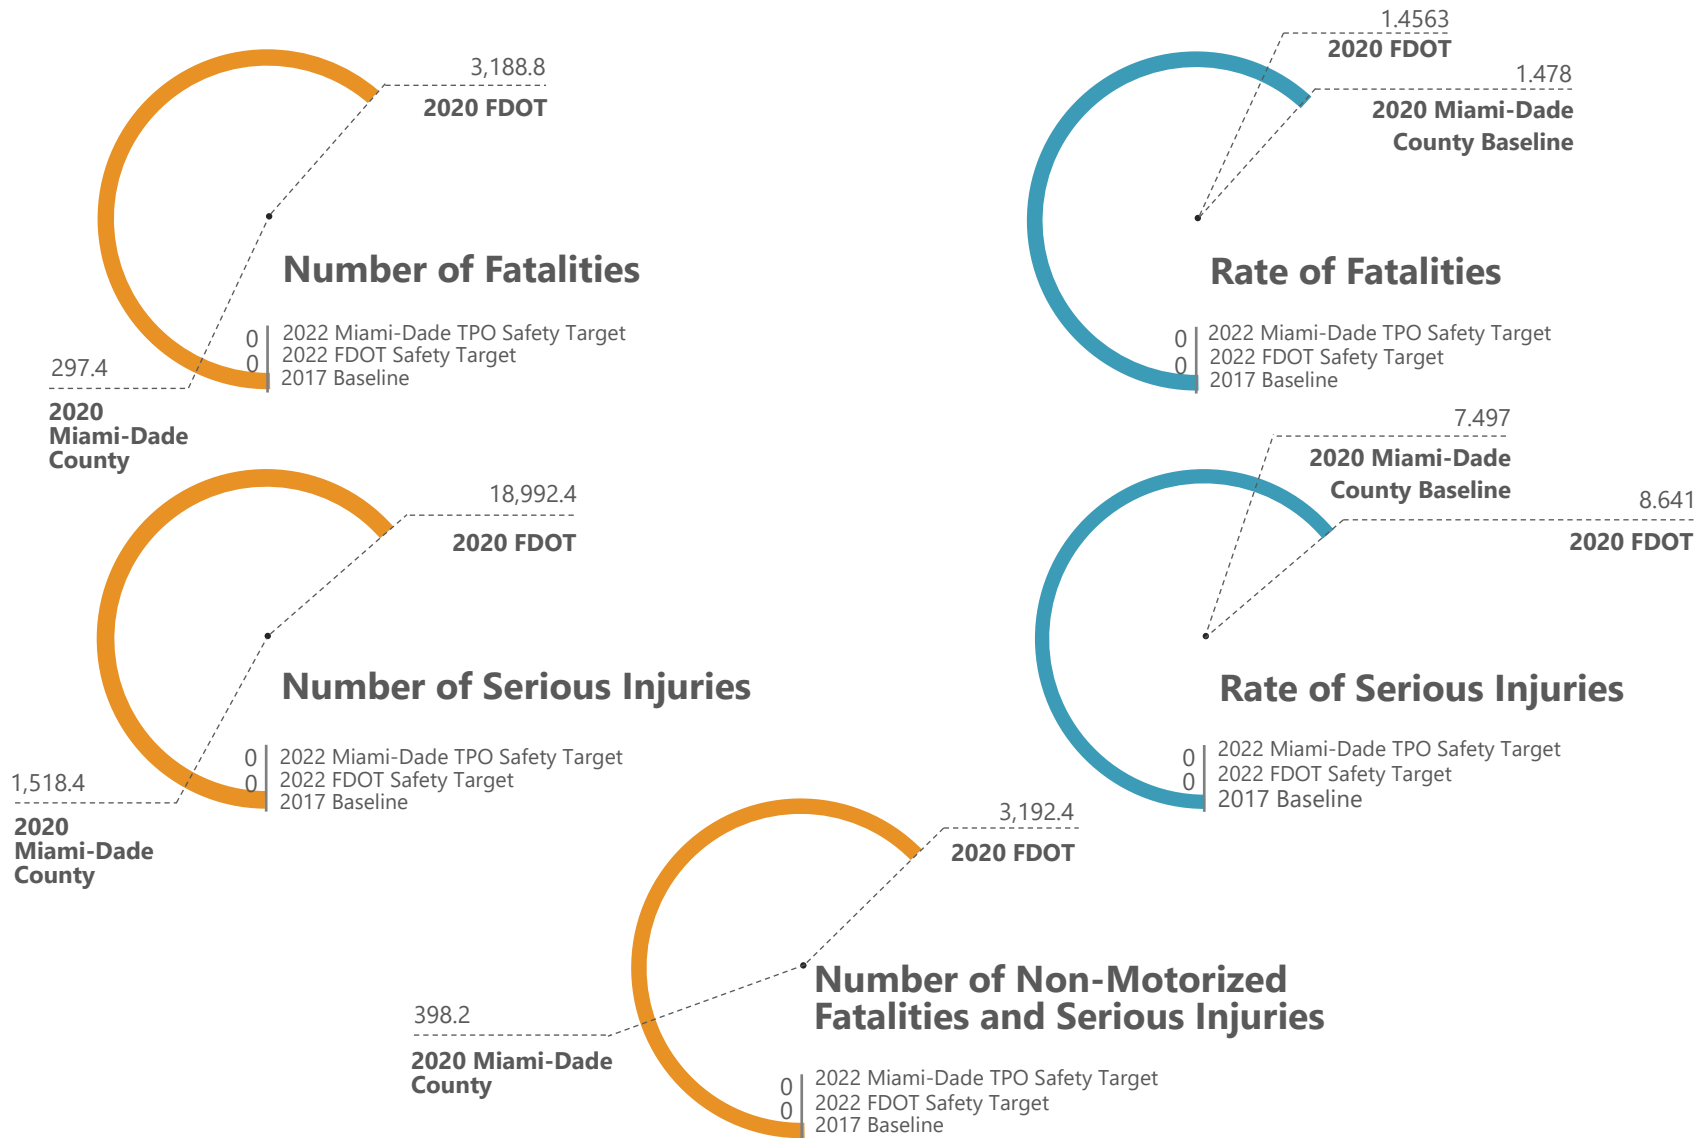 3,188.8
2020 FDOT
Number of Fatalities
0
0
2022 Miami-Dade TPO Safety Target
2022 FDOT Safety Target
2017 Baseline
297.4
2020
Miami-Dade
County
1.4563
2020 FDOT
1.478
2020 Miami-Dade
County Baseline
Rate of Fatalities
0
0
2022 Miami-Dade TPO Safety Target
2022 FDOT Safety Target
2017 Baseline
18,992.4
2020 FDOT
Number of Serious Injuries
0
0
2022 Miami-Dade TPO Safety Target
2022 FDOT Safety Target
2017 Baseline
1,518.4
2020
Miami-Dade
County
7.497
2020 Miami-Dade
County Baseline
8.641
2020 FDOT
Rate of Serious Injuries
0
0
2022 Miami-Dade TPO Safety Target
2022 FDOT Safety Target
2017 Baseline
3,192.4
2020 FDOT
Number of Non-Motorized
Fatalities and Serious Injuries
398.2
2020 Miami-Dade
County
0
0
2022 Miami-Dade TPO Safety Target
2022 FDOT Safety Target
2017 Baseline